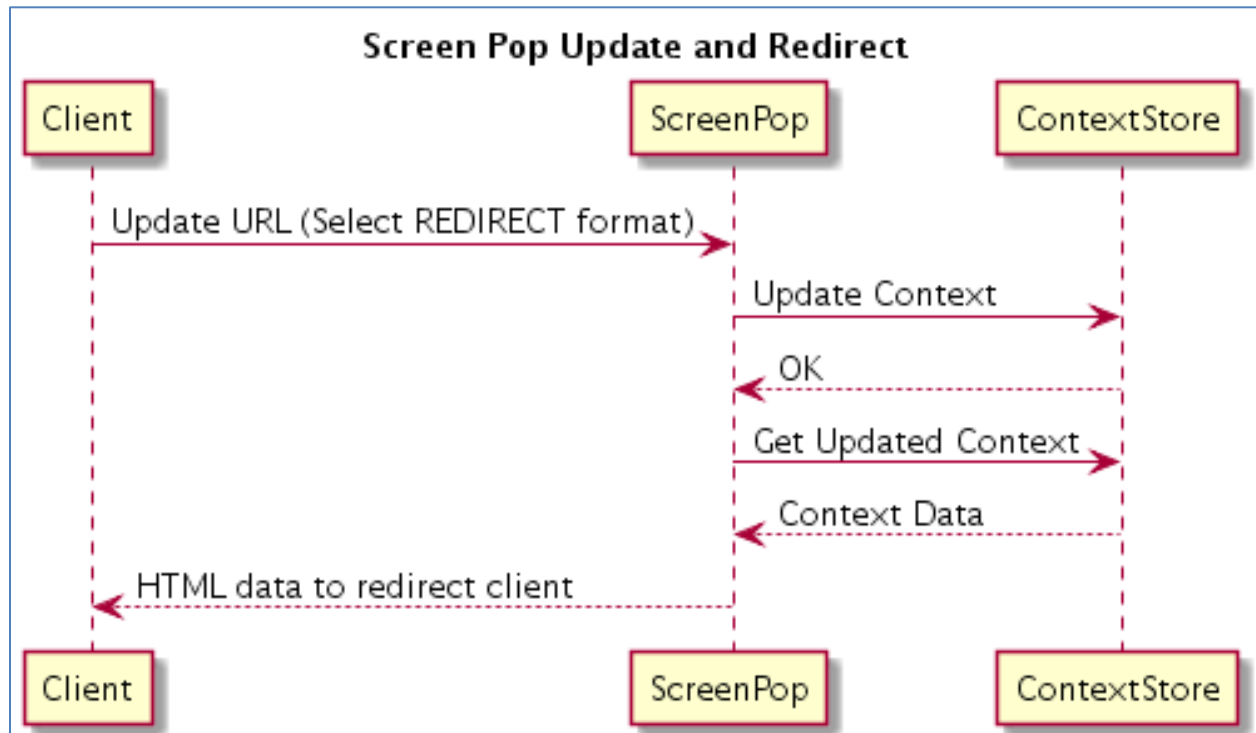 Screen Pop Update and Redirect
Client
ScreenPop
ContextStore
Update URL (Select REDIRECT format)
Update Context
OK
Get Updated Context
Context Data
HTML data to redirect client
Client
ScreenPop
ContextStore